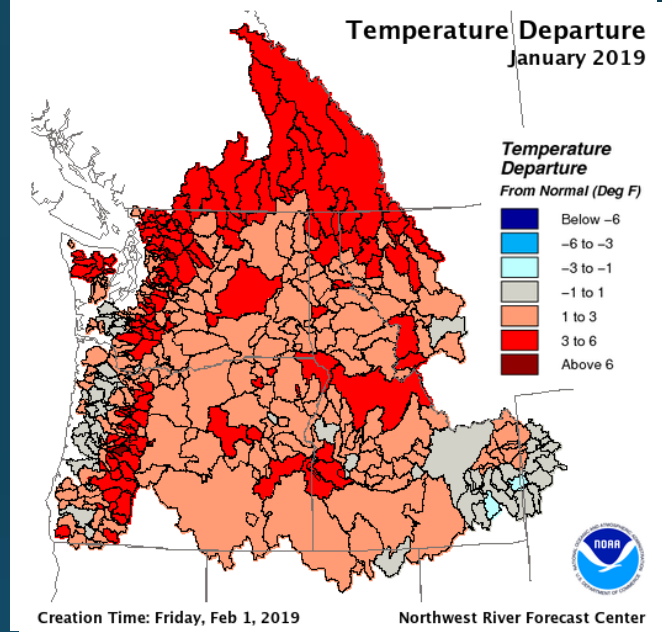 Temperature Departure
January 2019
Temperature
Departure
From Normal (Deg F)
Below −6
−6 to −3
−3 to −1
−1 to 1
1 to 3
3 to 6
Above 6
NOAA
Creation Time: Friday, Feb 1, 2019
Northwest River Forecast Center